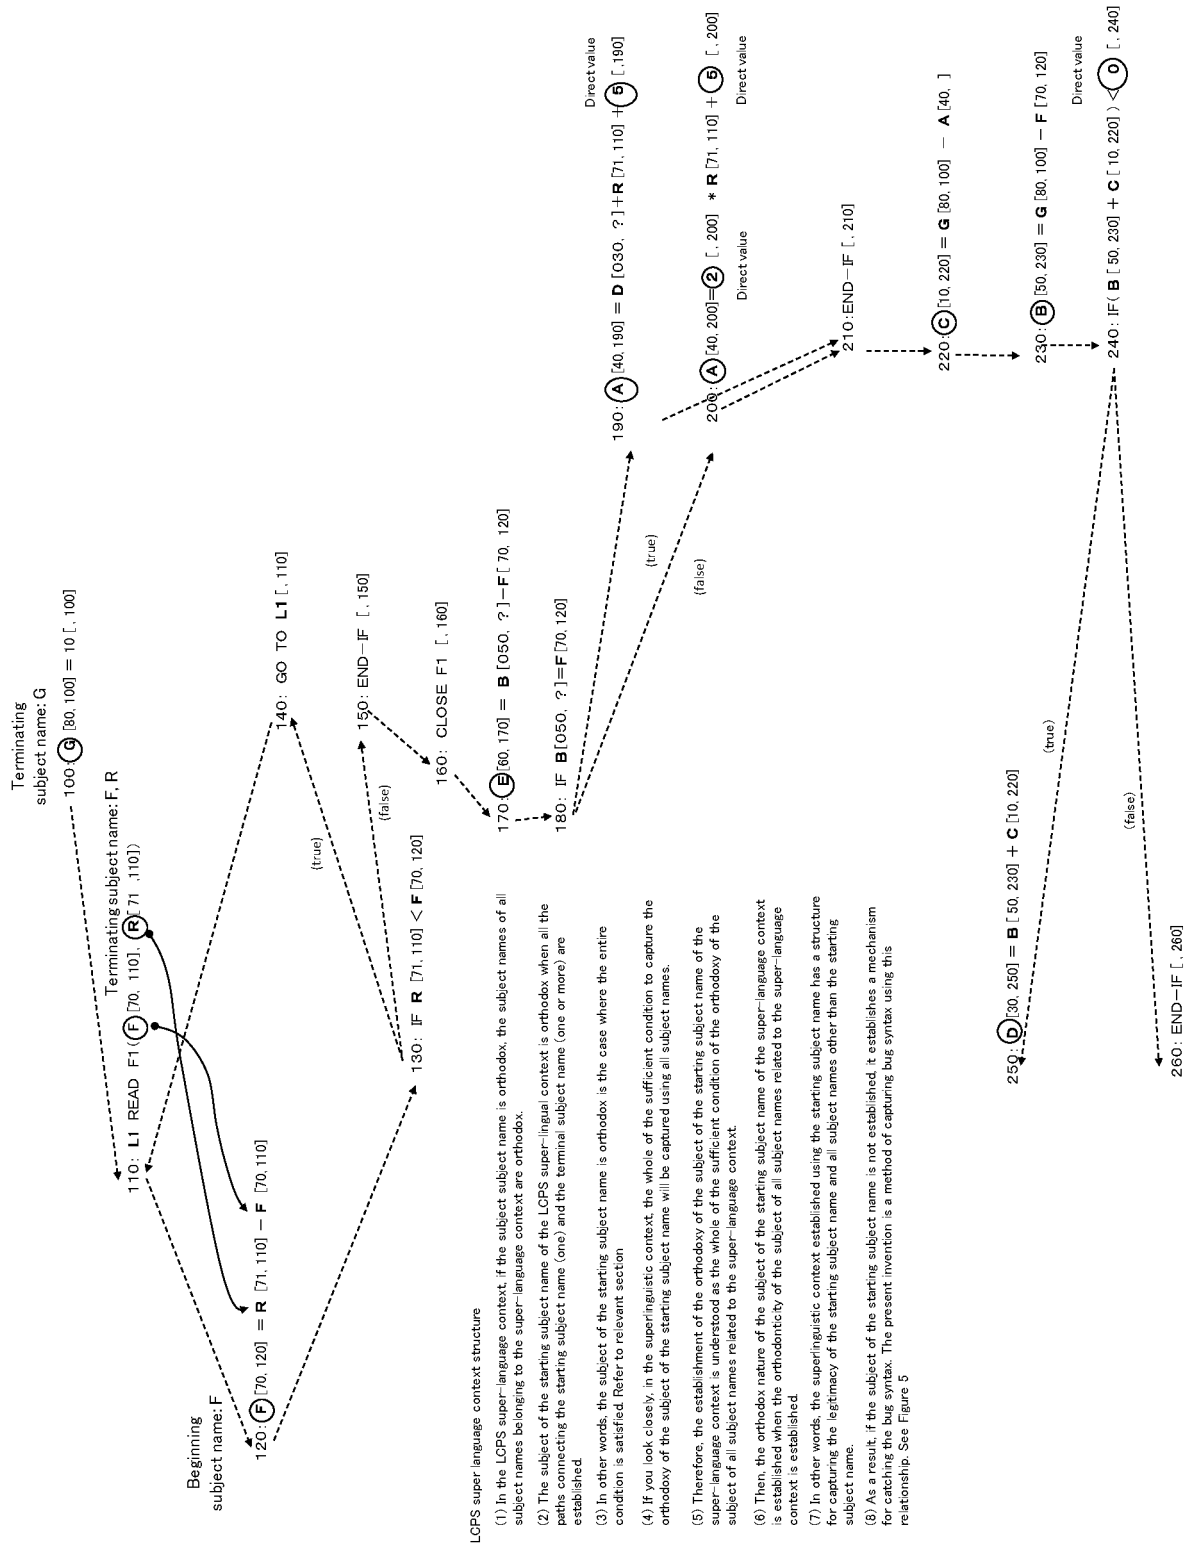 Terminating
subject name: G
100: G [80, 100] = 10 [ , 100]
Terminating subject name: F, R
110: L1 READ F1 ( F [70, 110], R [ 71 ,110])
Beginning
subject name: F
120: F [70, 120] = R [71, 110] − F [70, 110]
140: GO TO L1 [ , 110]
(true)
150: END−IF [ , 150]
(false)
130: IF R [71, 110] < F [70, 120]
160: CLOSE F1 [ , 160]
170: E [60, 170] = B [050, ?]−F [ 70, 120]
180: IF B [050, ?]=F [70, 120]
(true)
(false)
Direct value
190: A [40, 190] = D [030, ?]+R [71, 110] + 5 [ , 190]
200: A [40, 200]= 2 [ , 200] * R [71, 110] + 5 [ , 200]
Direct value
Direct value
210: END−IF [ , 210]
220: C [10, 220] = G [80, 100] − A [40, ]
230: B [50, 230] = G [80, 100] − F [70, 120]
Direct value
240: IF( B [ 50, 230] + C [ 10, 220] ) < 0 [ , 240]
(true)
(false)
250: D [30, 250] = B [ 50, 230] + C [10, 220]
260: END−IF [ , 260]
LCPS super language context structure
(1) In the LCPS super−language context, if the subject subject name is orthodox, the subject names of all
subject names belonging to the super−language context are orthodox.
(2) The subject of the starting subject name of the LCPS super−lingual context is orthodox when all the
paths connecting the starting subject name (one) and the terminal subject name (one or more) are
established.
(3) In other words, the subject of the starting subject name is orthodox is the case where the entire
condition is satisfied. Refer to relevant section
(4) If you look closely, in the superlinguistic context, the whole of the sufficient condition to capture the
orthodoxy of the subject of the starting subject name will be captured using all subject names.
(5) Therefore, the establishment of the orthodoxy of the subject of the starting subject name of the
super−language context is understood as the whole of the sufficient condition of the orthodoxy of the
subject of all subject names related to the super−language context.
(6) Then, the orthodox nature of the subject of the starting subject name of the super−language context
is established when the orthodonticity of the subject of all subject names related to the super−language
context is established.
(7) In other words, the superlinguistic context established using the starting subject name has a structure
for capturing the legitimacy of the starting subject name and all subject names other than the starting
subject name.
(8) As a result, if the subject of the starting subject name is not established, it establishes a mechanism
for catching the bug syntax. The present invention is a method of capturing bug syntax using this
relationship. See Figure 5